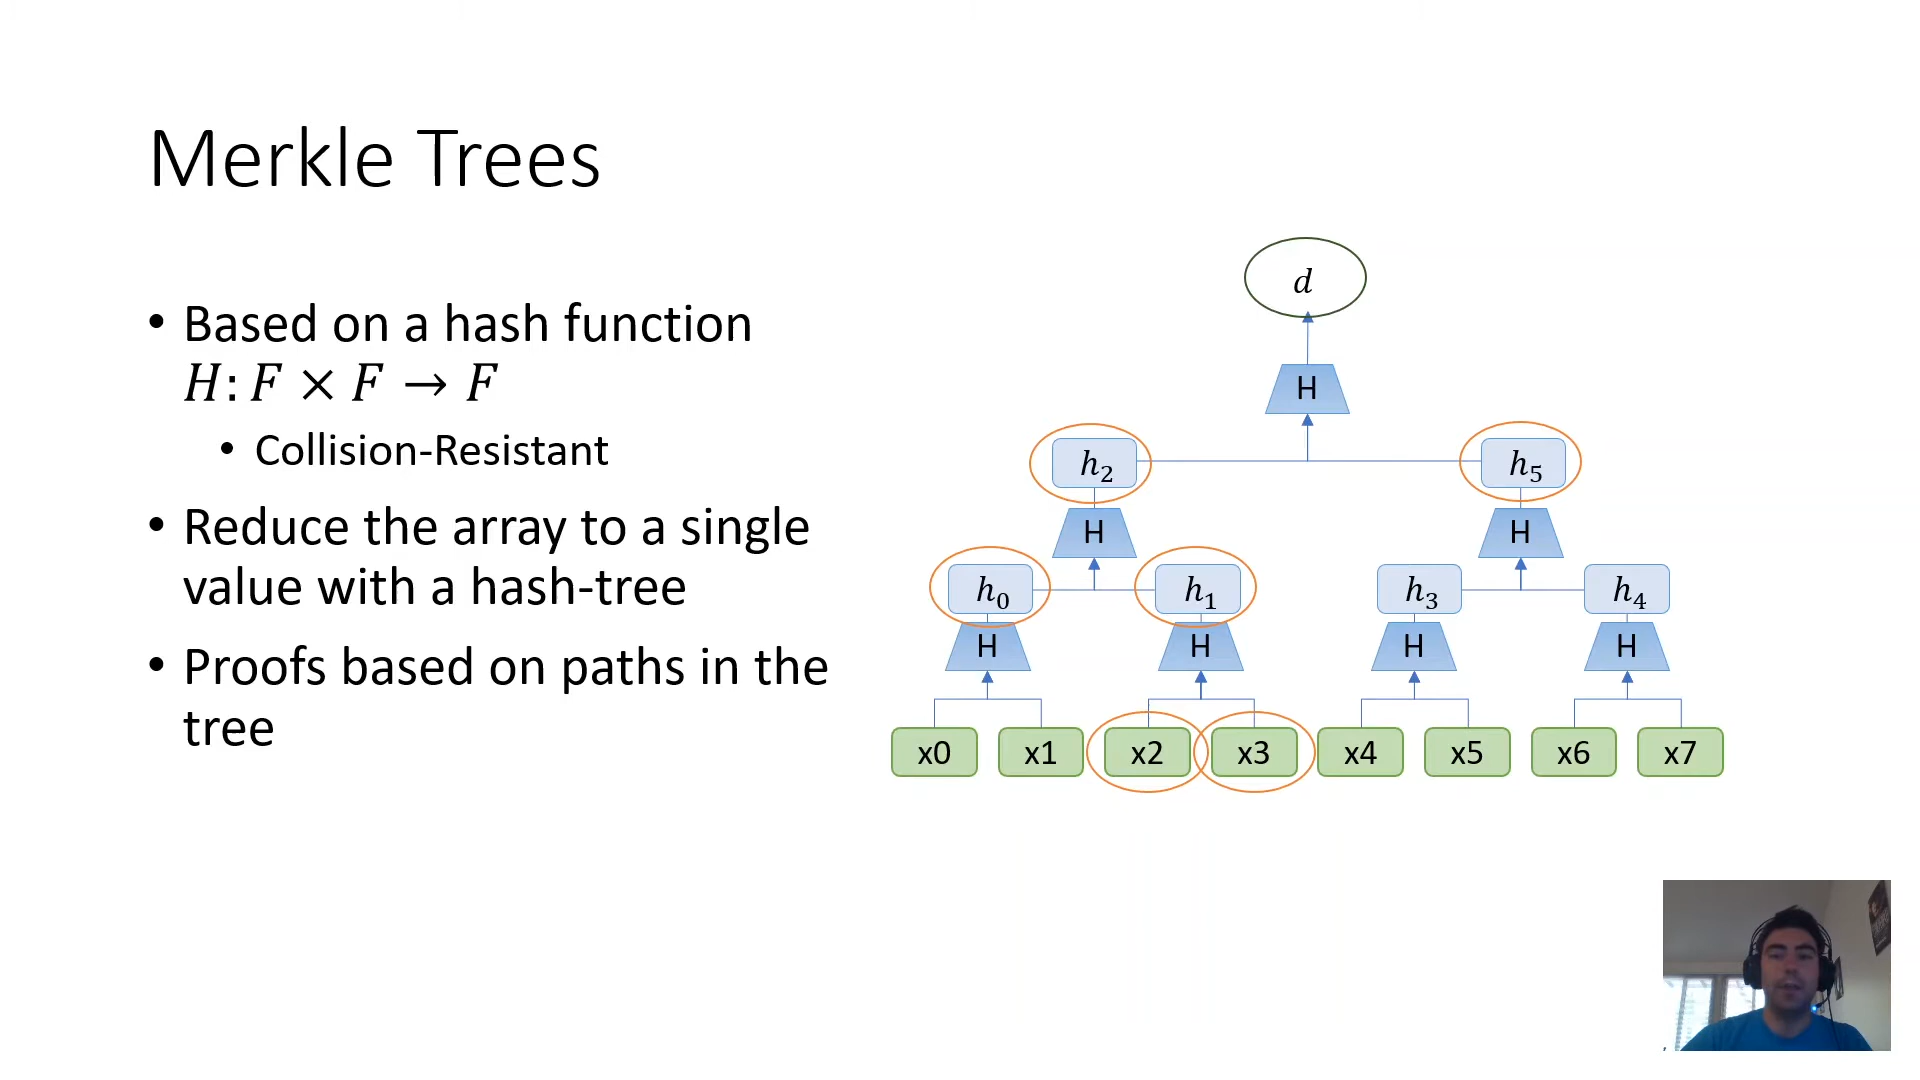 Merkle Trees
• Based on a hash function
H: F × F → F
• Collision-Resistant
• Reduce the array to a single
value with a hash-tree
• Proofs based on paths in the
tree
d
H
h₂ h₅
H H
h₀ h₁ h₃ h₄
H H H H
x0 x1 x2 x3 x4 x5 x6 x7